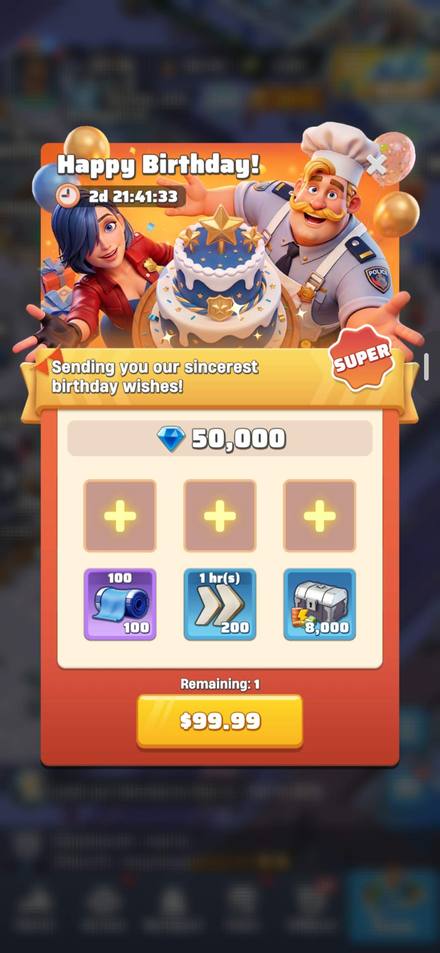 Happy Birthday!
2d 21:41:33
POLICE
Sending you our sincerest
birthday wishes!
SUPER
50,000
100
100
1 hr(s)
200
8,000
Remaining: 1
$99.99